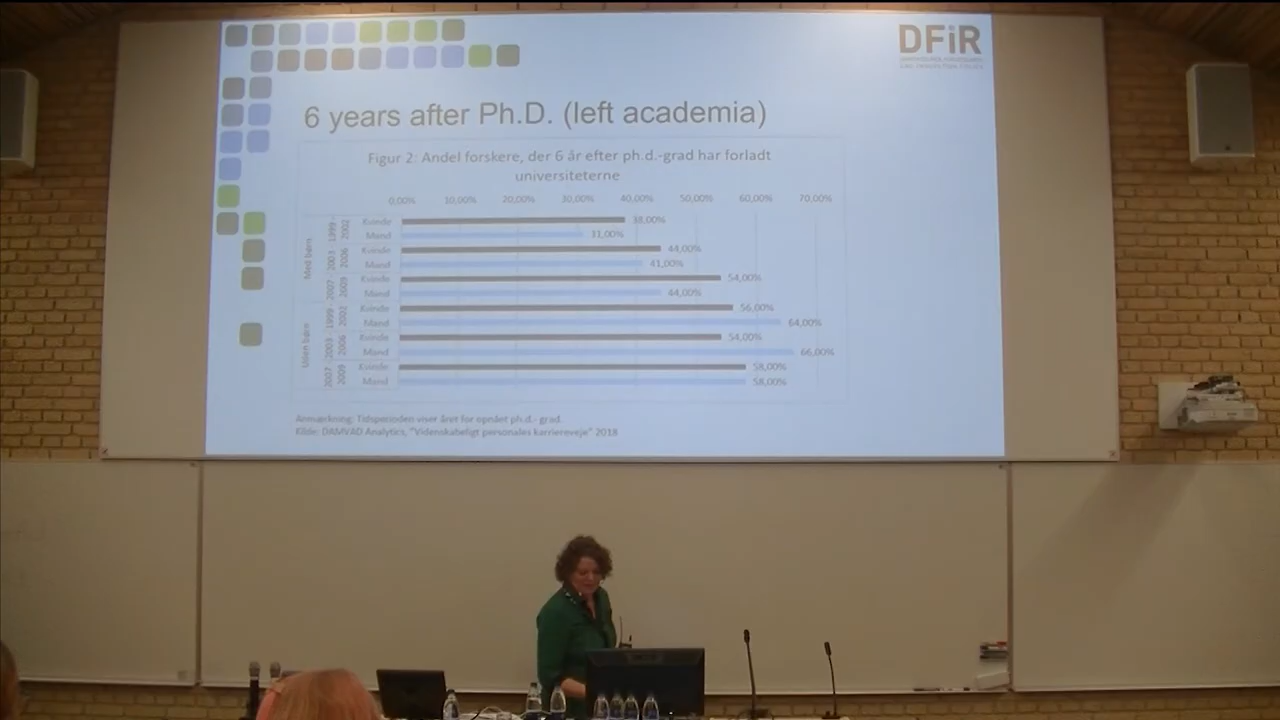 DFiR
6 years after Ph.D. (left academia)
Figur 2: Andel forskere, der 6 år efter ph.d.-grad har forladt
universiteterne
0,00% 10,00% 20,00% 30,00% 40,00% 50,00% 60,00% 70,00%
Med børn
1999 - 2002
Kvinde 38,00%
Mand 31,00%
2003 - 2006
Kvinde 44,00%
Mand 41,00%
2007 - 2009
Kvinde 54,00%
Mand 44,00%
Uden børn
1999 - 2002
Kvinde 56,00%
Mand 64,00%
2003 - 2006
Kvinde 54,00%
Mand 66,00%
2007 - 2009
Kvinde 58,00%
Mand 58,00%
Anmærkning: Tidsperioden viser året for opnået ph.d.- grad.
Kilde: DAMVAD Analytics, "Videnskabeligt personales karriereveje" 2018